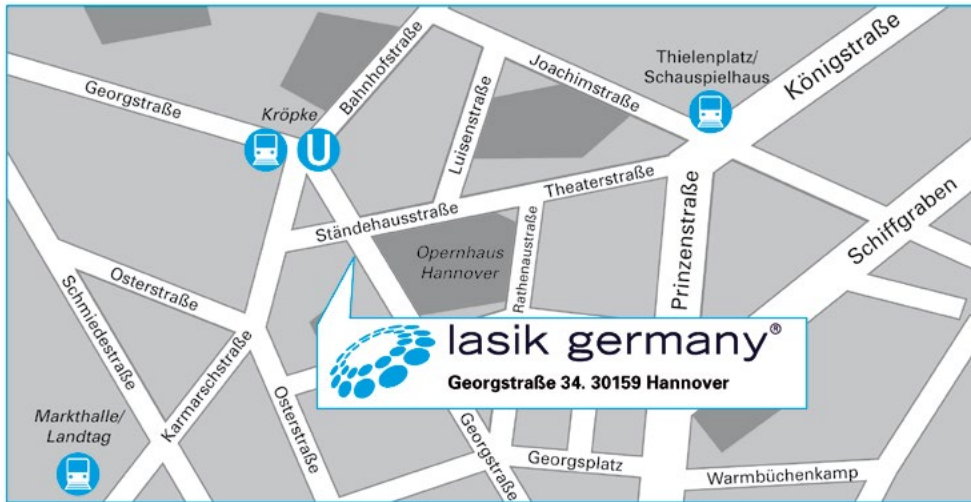 Georgstraße
Kröpke
U
Bahnhofstraße
Luisenstraße
Joachimstraße
Thielenplatz/
Schauspielhaus
Königstraße
Ständehausstraße
Theaterstraße
Opernhaus
Hannover
Rathenaustraße
Prinzenstraße
Schiffgraben
Osterstraße
Schmiedestraße
Karmarschstraße
Osterstraße
lasik germany®
Georgstraße 34. 30159 Hannover
Markthalle/
Landtag
Georgstraße
Georgsplatz
Warmbüchenkamp